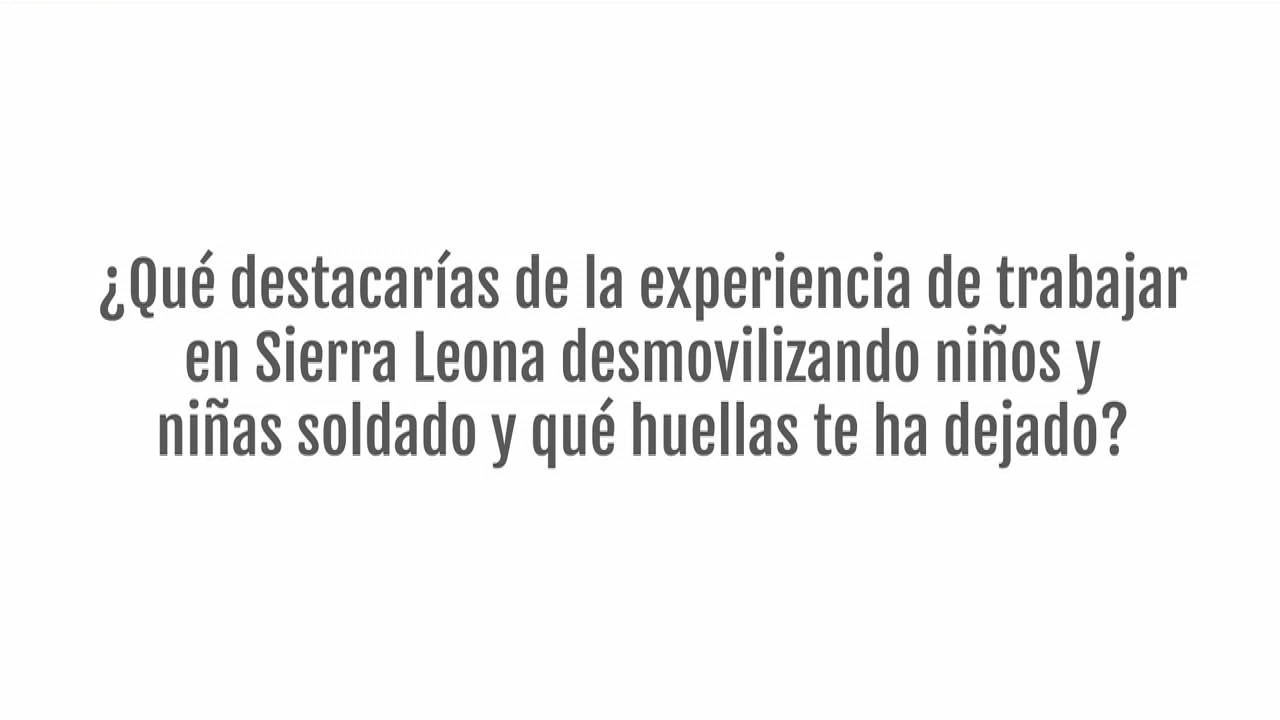 ¿Qué destacarías de la experiencia de trabajar
en Sierra Leona desmovilizando niños y
niñas soldado y qué huellas te ha dejado?